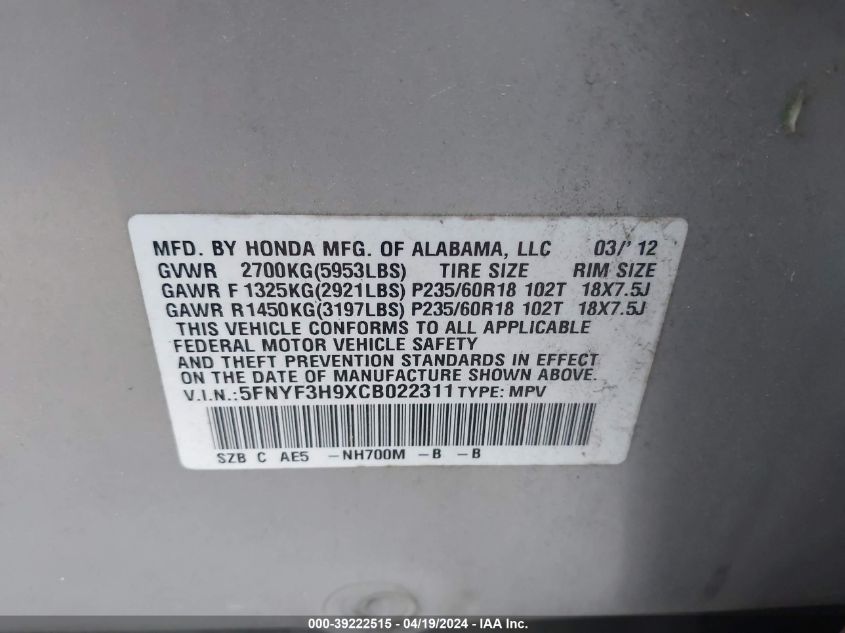 MFD. BY HONDA MFG. OF ALABAMA, LLC 03/'12
GVWR 2700KG(5953LBS) TIRE SIZE RIM SIZE
GAWR F 1325KG(2921LBS) P235/60R18 102T 18X7.5J
GAWR R1450KG(3197LBS) P235/60R18 102T 18X7.5J
THIS VEHICLE CONFORMS TO ALL APPLICABLE
FEDERAL MOTOR VEHICLE SAFETY
AND THEFT PREVENTION STANDARDS IN EFFECT
ON THE DATE OF MANUFACTURE SHOWN ABOVE.
V.I.N.:5FNYF3H9XCB022311 TYPE: MPV
SZB C AE5 -NH700M -B -B
000-39222515 - 04/19/2024 - IAA Inc.